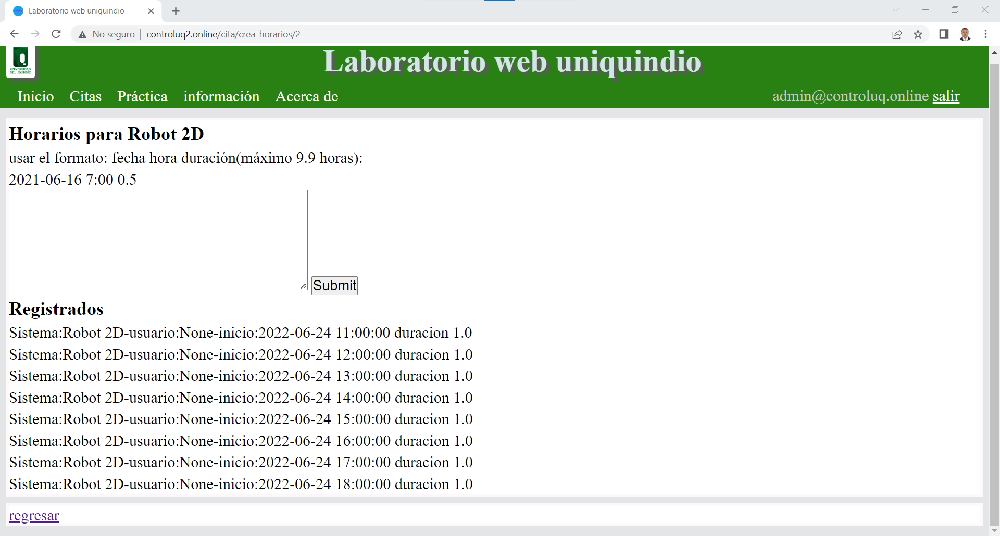 Laboratorio web uniquindio
No seguro | controluq2.online/cita/crea_horarios/2
UNIVERSIDAD
DEL QUINDÍO
Laboratorio web uniquindio
Inicio Citas Práctica información Acerca de admin@controluq.online salir
Horarios para Robot 2D
usar el formato: fecha hora duración(máximo 9.9 horas):
2021-06-16 7:00 0.5
Submit
Registrados
Sistema:Robot 2D-usuario:None-inicio:2022-06-24 11:00:00 duracion 1.0
Sistema:Robot 2D-usuario:None-inicio:2022-06-24 12:00:00 duracion 1.0
Sistema:Robot 2D-usuario:None-inicio:2022-06-24 13:00:00 duracion 1.0
Sistema:Robot 2D-usuario:None-inicio:2022-06-24 14:00:00 duracion 1.0
Sistema:Robot 2D-usuario:None-inicio:2022-06-24 15:00:00 duracion 1.0
Sistema:Robot 2D-usuario:None-inicio:2022-06-24 16:00:00 duracion 1.0
Sistema:Robot 2D-usuario:None-inicio:2022-06-24 17:00:00 duracion 1.0
Sistema:Robot 2D-usuario:None-inicio:2022-06-24 18:00:00 duracion 1.0
regresar